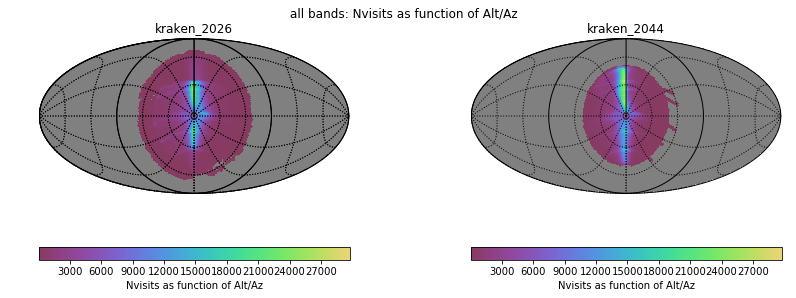 all bands: Nvisits as function of Alt/Az
kraken_2026
kraken_2044
3000 6000 9000 12000 15000 18000 21000 24000 27000
Nvisits as function of Alt/Az
3000 6000 9000 12000 15000 18000 21000 24000 27000
Nvisits as function of Alt/Az